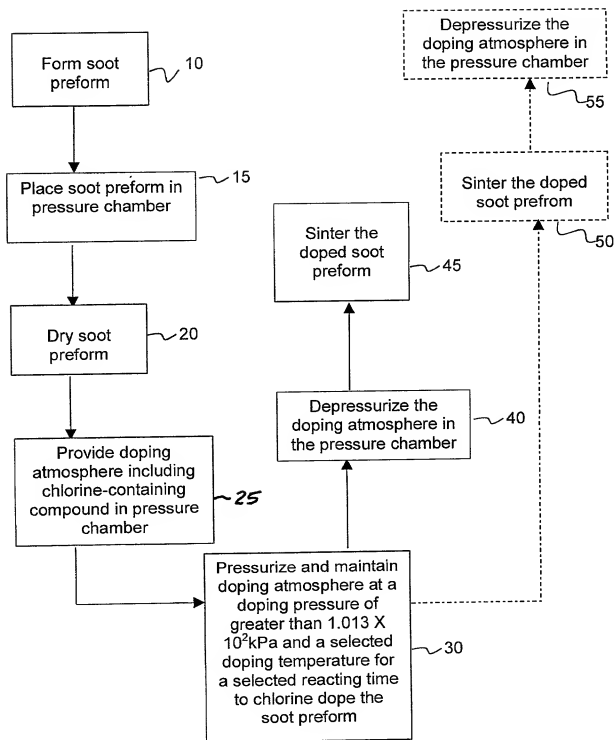 Form soot
preform
10
Place soot preform in
pressure chamber
15
Dry soot
preform
20
Provide doping
atmosphere including
chlorine-containing
compound in pressure
chamber
25
Pressurize and maintain
doping atmosphere at a
doping pressure of
greater than 1.013 X
10²kPa and a selected
doping temperature for
a selected reacting time
to chlorine dope the
soot preform
30
Depressurize the
doping atmosphere in
the pressure chamber
40
Sinter the
doped soot
preform
45
Sinter the doped
soot prefrom
50
Depressurize the
doping atmosphere in
the pressure chamber
55